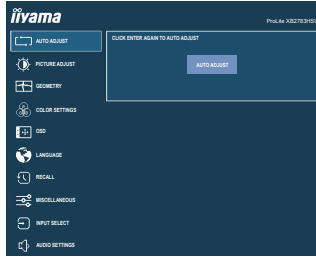 iiyama
ProLite XB2783HSU
AUTO ADJUST
CLICK ENTER AGAIN TO AUTO ADJUST
AUTO ADJUST
PICTURE ADJUST
GEOMETRY
COLOR SETTINGS
OSD
LANGUAGE
RECALL
MISCELLANEOUS
INPUT SELECT
AUDIO SETTINGS